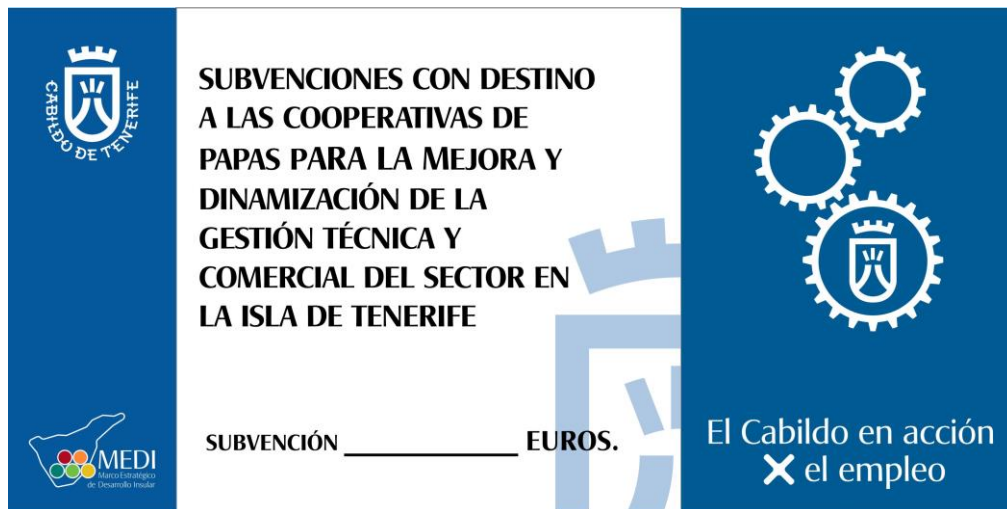 CABILDO DE TENERIFE
SUBVENCIONES CON DESTINO
A LAS COOPERATIVAS DE
PAPAS PARA LA MEJORA Y
DINAMIZACIÓN DE LA
GESTIÓN TÉCNICA Y
COMERCIAL DEL SECTOR EN
LA ISLA DE TENERIFE
SUBVENCIÓN ____________ EUROS.
MEDI
Marco Estratégico
de Desarrollo Insular
El Cabildo en acción
X el empleo